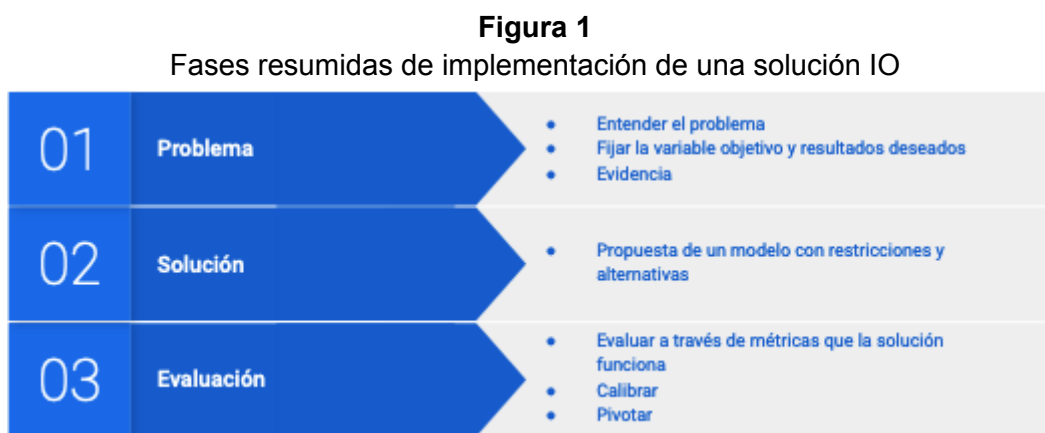 Figura 1
Fases resumidas de implementación de una solución IO
01
Problema
● Entender el problema
● Fijar la variable objetivo y resultados deseados
● Evidencia
02
Solución
● Propuesta de un modelo con restricciones y
alternativas
03
Evaluación
● Evaluar a través de métricas que la solución
funciona
● Calibrar
● Pivotar